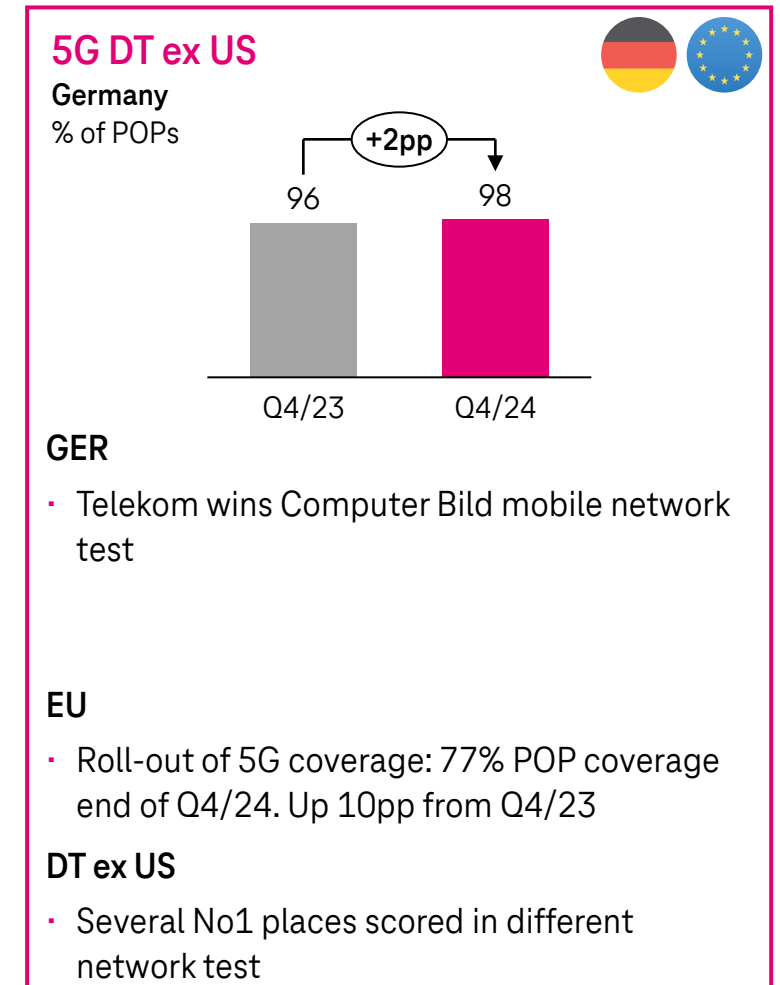 5G DT ex US
Germany
% of POPs
+2pp
96
98
Q4/23
Q4/24
GER
· Telekom wins Computer Bild mobile network
test
EU
· Roll-out of 5G coverage: 77% POP coverage
end of Q4/24. Up 10pp from Q4/23
DT ex US
· Several No1 places scored in different
network test